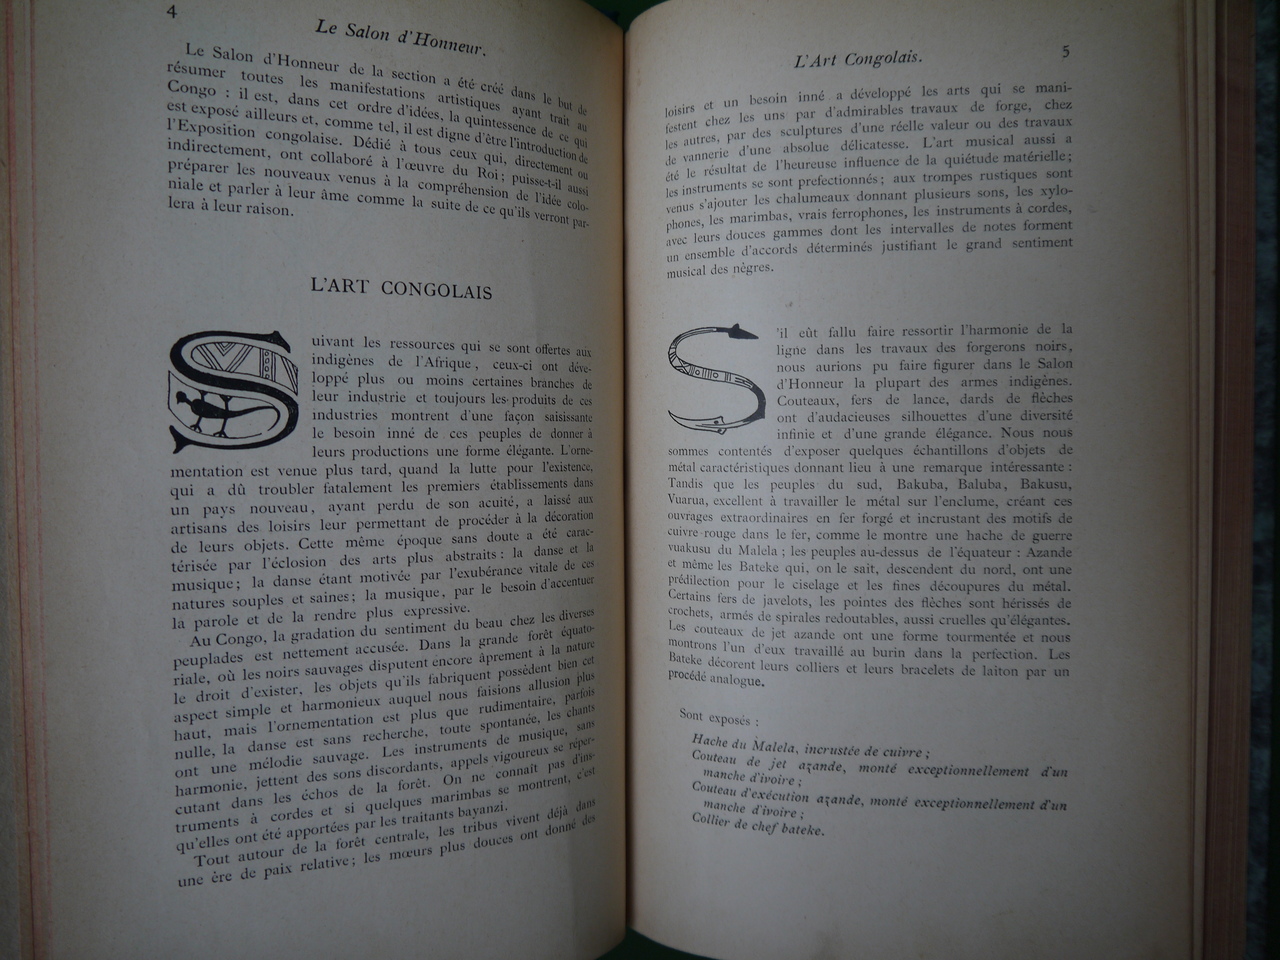 4
Le Salon d'Honneur.
Le Salon d'Honneur de la section a été créé dans le but de
résumer toutes les manifestations artistiques ayant trait au
Congo : il est, dans cet ordre d'idées, la quintessence de ce qui
est exposé ailleurs et, comme tel, il est digne d'être l'introduction de
l'Exposition congolaise. Dédié à tous ceux qui, directement ou
indirectement, ont collaboré à l'œuvre du Roi ; puisse-t-il aussi
préparer les nouveaux venus à la compréhension de l'idée colo-
niale et parler à leur âme comme la suite de ce qu'ils verront par-
lera à leur raison.
L'ART CONGOLAIS
Suivant les ressources qui se sont offertes aux
indigènes de l'Afrique, ceux-ci ont déve-
loppé plus ou moins certaines branches de
leur industrie et toujours les produits de ces
industries montrent d'une façon saisissante
le besoin inné de ces peuples de donner à
leurs productions une forme élégante. L'orne-
mentation est venue plus tard, quand la lutte pour l'existence,
qui a dû troubler fatalement les premiers établissements dans
un pays nouveau, ayant perdu de son acuité, a laissé aux
artisans des loisirs leur permettant de procéder à la décoration
de leurs objets. Cette même époque sans doute a été carac-
térisée par l'éclosion des arts plus abstraits : la danse et la
musique ; la danse étant motivée par l'exubérance vitale de ces
natures souples et saines ; la musique, par le besoin d'accentuer
la parole et de la rendre plus expressive.
Au Congo, la gradation du sentiment du beau chez les diverses
peuplades est nettement accusée. Dans la grande forêt équato-
riale, où les noirs sauvages disputent encore âprement à la nature
le droit d'exister, les objets qu'ils fabriquent possèdent bien cet
aspect simple et harmonieux auquel nous faisions allusion plus
haut, mais l'ornementation est plus que rudimentaire, parfois
nulle, la danse est sans recherche, toute spontanée, les chants
ont une mélodie sauvage. Les instruments de musique, sans
harmonie, jettent des sons discordants, appels vigoureux se réper-
cutant dans les échos de la forêt. On ne connaît pas d'ins-
truments à cordes et si quelques marimbas se montrent, c'est
qu'elles ont été apportées par les traitants bayanzi.
Tout autour de la forêt centrale, les tribus vivent déjà dans
une ère de paix relative ; les mœurs plus douces ont donné des
L'Art Congolais.
5
loisirs et un besoin inné a développé les arts qui se mani-
festent chez les uns par d'admirables travaux de forge, chez
les autres, par des sculptures d'une réelle valeur ou des travaux
de vannerie d'une absolue délicatesse. L'art musical aussi a
été le résultat de l'heureuse influence de la quiétude matérielle ;
les instruments se sont prefectionnés ; aux trompes rustiques sont
venus s'ajouter les chalumeaux donnant plusieurs sons, les xylo-
phones, les marimbas, vrais ferrophones, les instruments à cordes,
avec leurs douces gammes dont les intervalles de notes forment
un ensemble d'accords déterminés justifiant le grand sentiment
musical des nègres.
S'il eût fallu faire ressortir l'harmonie de la
ligne dans les travaux des forgerons noirs,
nous aurions pu faire figurer dans le Salon
d'Honneur la plupart des armes indigènes.
Couteaux, fers de lance, dards de flèches
ont d'audacieuses silhouettes d'une diversité
infinie et d'une grande élégance. Nous nous
sommes contentés d'exposer quelques échantillons d'objets de
métal caractéristiques donnant lieu à une remarque intéressante :
Tandis que les peuples du sud, Bakuba, Baluba, Bakusu,
Vuarua, excellent à travailler le métal sur l'enclume, créant ces
ouvrages extraordinaires en fer forgé et incrustant des motifs de
cuivre rouge dans le fer, comme le montre une hache de guerre
vuakusu du Malela ; les peuples au-dessus de l'équateur : Azande
et même les Bateke qui, on le sait, descendent du nord, ont une
prédilection pour le ciselage et les fines découpures du métal.
Certains fers de javelots, les pointes des flèches sont hérissés de
crochets, armés de spirales redoutables, aussi cruelles qu'élégantes.
Les couteaux de jet azande ont une forme tourmentée et nous
montrons l'un d'eux travaillé au burin dans la perfection. Les
Bateke décorent leurs colliers et leurs bracelets de laiton par un
procédé analogue.
Sont exposés :
Hache du Malela, incrustée de cuivre ;
Couteau de jet azande, monté exceptionnellement d'un
manche d'ivoire ;
Couteau d'exécution azande, monté exceptionnellement d'un
manche d'ivoire ;
Collier de chef bateke.